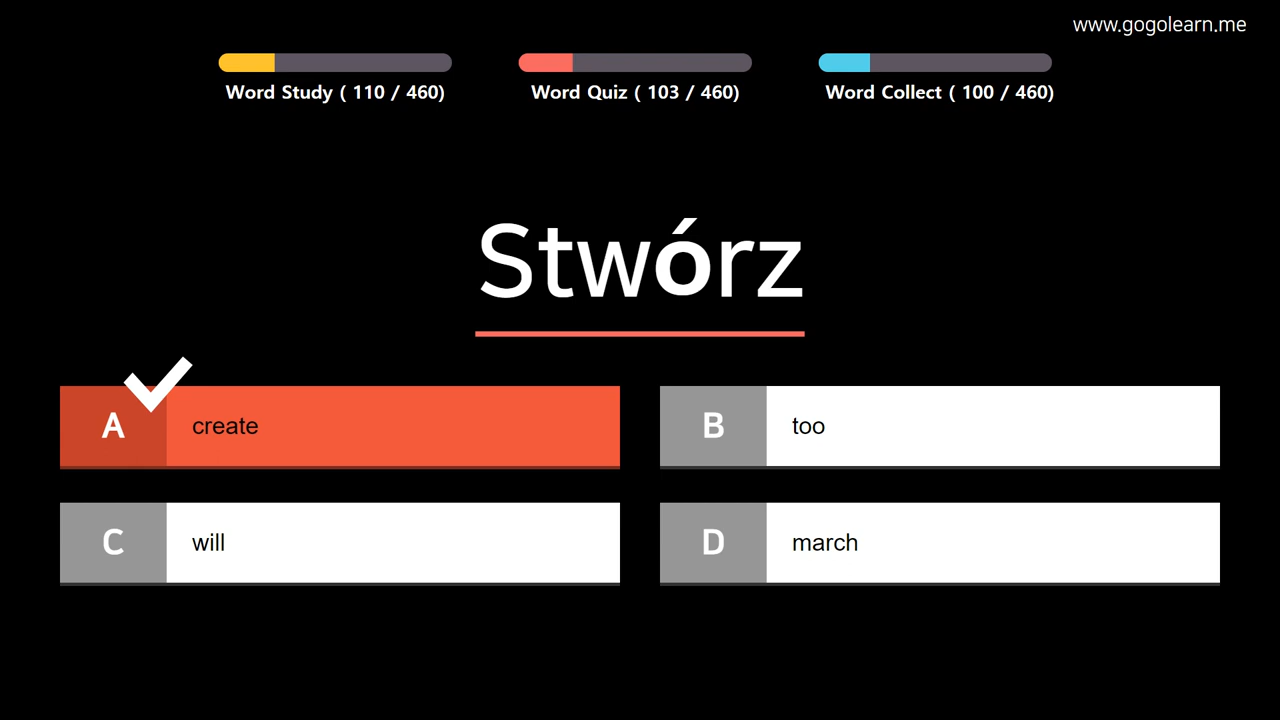 www.gogolearn.me
Word Study ( 110 / 460)
Word Quiz ( 103 / 460)
Word Collect ( 100 / 460)
Stwórz
A create
B too
C will
D march